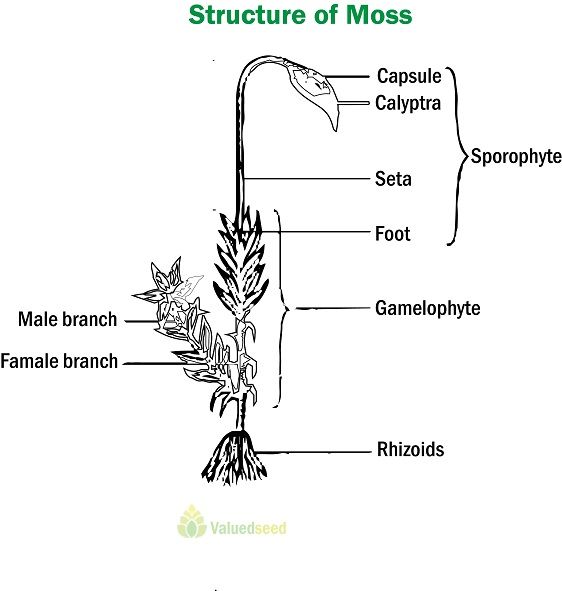 Structure of Moss
Capsule
Calyptra
Sporophyte
Seta
Foot
Gamelophyte
Male branch
Famale branch
Rhizoids
Valuedseed